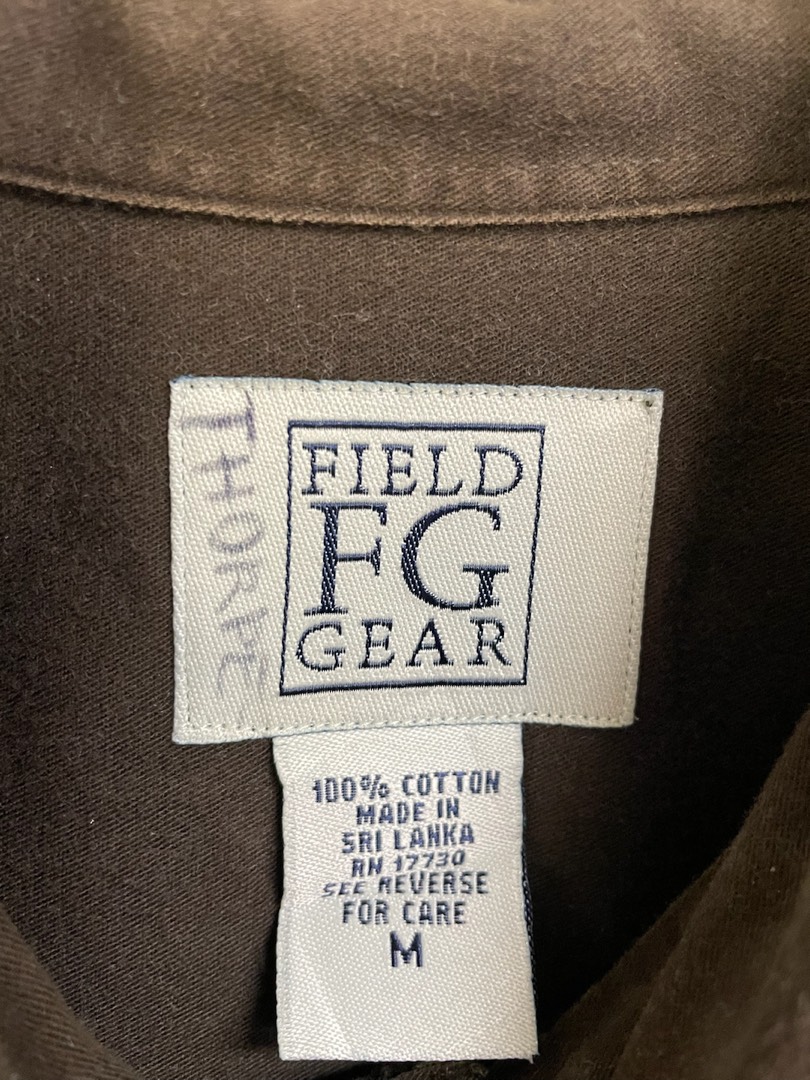 THORPE
FIELD
FG
GEAR
100% COTTON
MADE IN
SRI LANKA
RN 17730
SEE REVERSE
FOR CARE
M